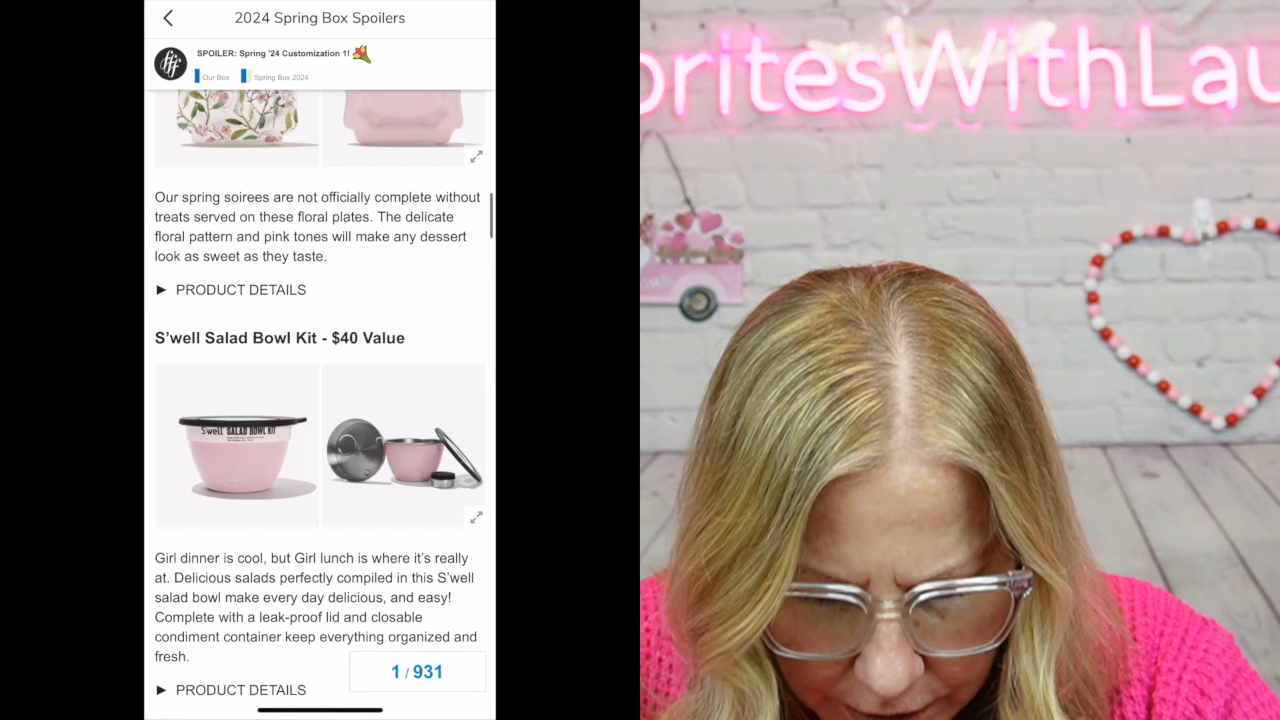 2024 Spring Box Spoilers
fff
SPOILER: Spring '24 Customization 1!
Our Box
Spring Box 2024
Our spring soirees are not officially complete without
treats served on these floral plates. The delicate
floral pattern and pink tones will make any dessert
look as sweet as they taste.
► PRODUCT DETAILS
S'well Salad Bowl Kit - $40 Value
S'well SALAD BOWL KIT
Girl dinner is cool, but Girl lunch is where it's really
at. Delicious salads perfectly compiled in this S'well
salad bowl make every day delicious, and easy!
Complete with a leak-proof lid and closable
condiment container keep everything organized and
fresh.
1 / 931
► PRODUCT DETAILS
oritesWithLau